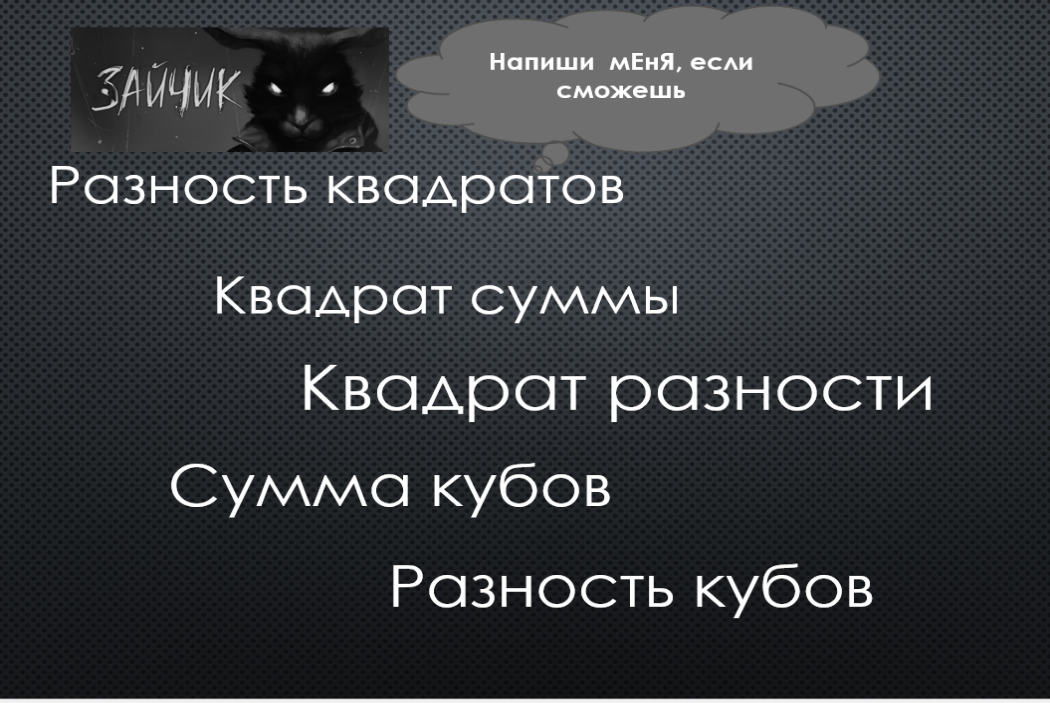 ЗАЙЧИК
Напиши мЕнЯ, если
сможешь
Разность квадратов
Квадрат суммы
Квадрат разности
Сумма кубов
Разность кубов